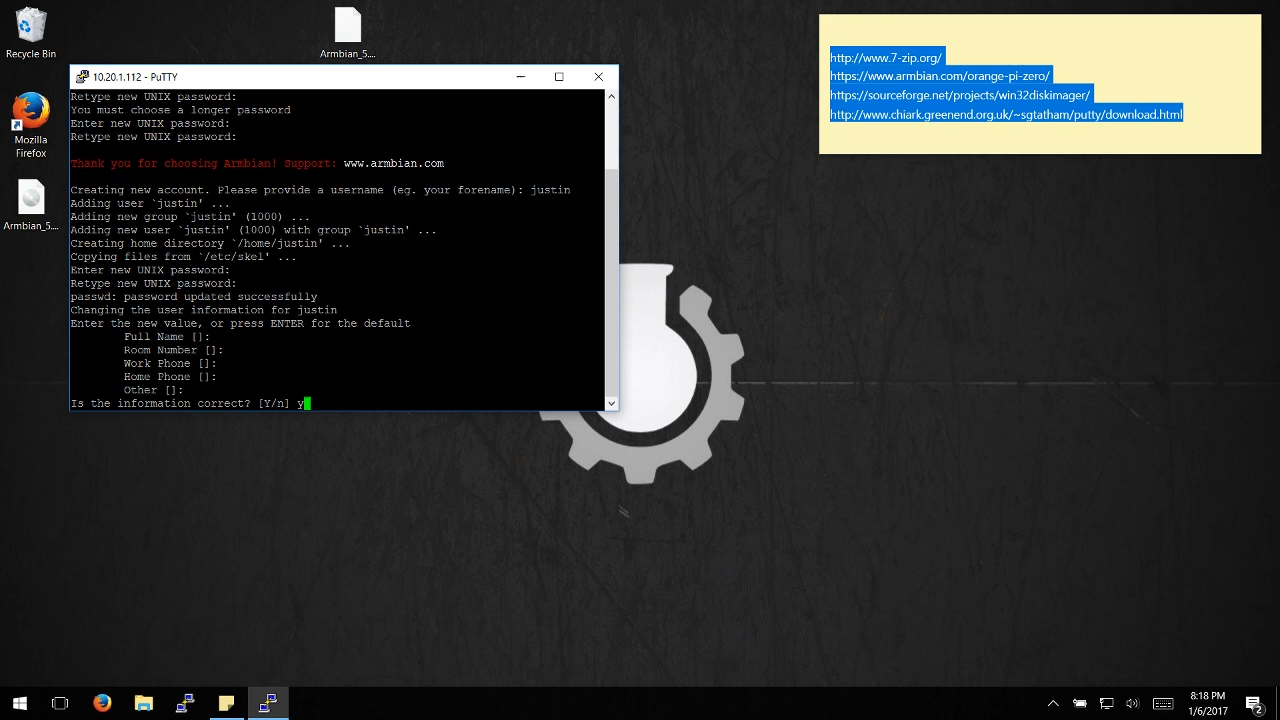 Recycle Bin
Armbian_5....
Mozilla
Firefox
Armbian_5...
10.20.1.112 - PuTTY
Retype new UNIX password:
You must choose a longer password
Enter new UNIX password:
Retype new UNIX password:
Thank you for choosing Armbian! Support: www.armbian.com
Creating new account. Please provide a username (eg. your forename): justin
Adding user `justin' ...
Adding new group `justin' (1000) ...
Adding new user `justin' (1000) with group `justin' ...
Creating home directory `/home/justin' ...
Copying files from `/etc/skel' ...
Enter new UNIX password:
Retype new UNIX password:
passwd: password updated successfully
Changing the user information for justin
Enter the new value, or press ENTER for the default
Full Name []:
Room Number []:
Work Phone []:
Home Phone []:
Other []:
Is the information correct? [Y/n] y
http://www.7-zip.org/
https://www.armbian.com/orange-pi-zero/
https://sourceforge.net/projects/win32diskimager/
http://www.chiark.greenend.org.uk/~sgtatham/putty/download.html
8:18 PM
1/6/2017
2